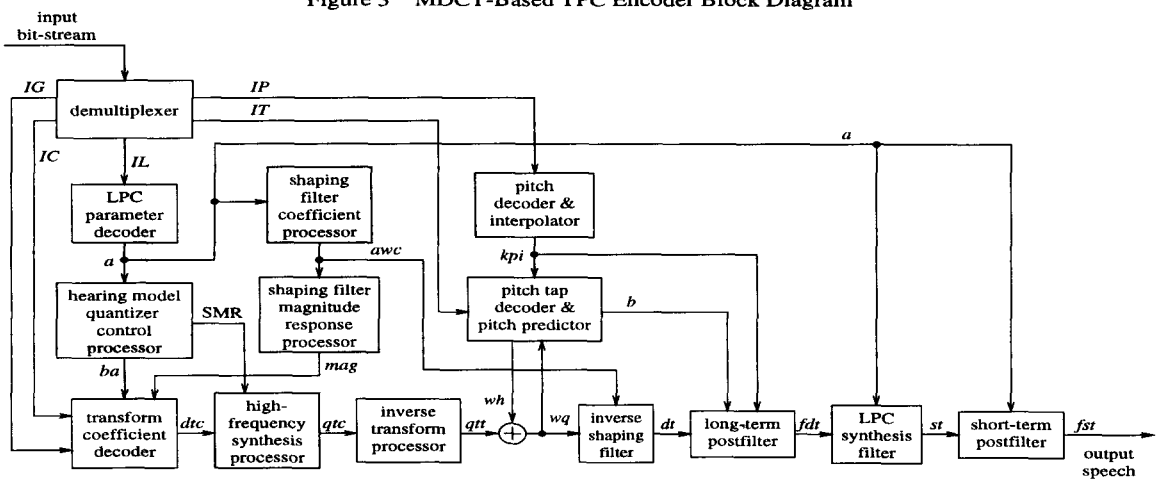 Figure 3 MDCT-Based TPC Encoder Block Diagram
input
bit-stream
IG
demultiplexer
IP
IT
a
IC
IL
LPC
parameter
decoder
shaping
filter
coefficient
processor
pitch
decoder &
interpolator
a
awc
kpi
hearing model
quantizer
control
processor
SMR
shaping filter
magnitude
response
processor
pitch tap
decoder &
pitch predictor
b
ba
mag
wh
transform
coefficient
decoder
dtc
high-
frequency
synthesis
processor
qtc
inverse
transform
processor
qtt
+
wq
inverse
shaping
filter
dt
long-term
postfilter
fdt
LPC
synthesis
filter
st
short-term
postfilter
fst
output
speech